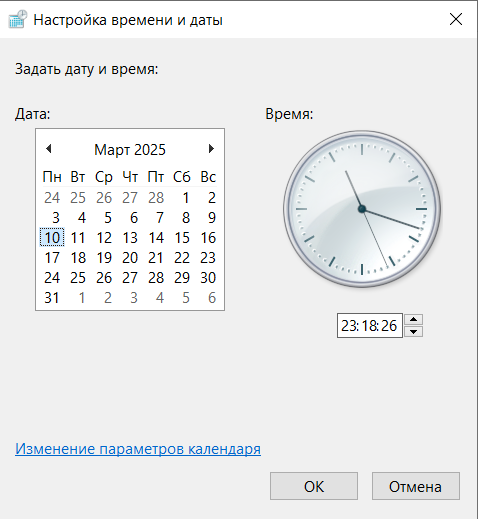 Настройка времени и даты
Задать дату и время:
Дата:
Время:
Март 2025
Пн Вт Ср Чт Пт Сб Вс
24 25 26 27 28 1 2
3 4 5 6 7 8 9
10 11 12 13 14 15 16
17 18 19 20 21 22 23
24 25 26 27 28 29 30
31 1 2 3 4 5 6
23:18:26
Изменение параметров календаря
ОК
Отмена